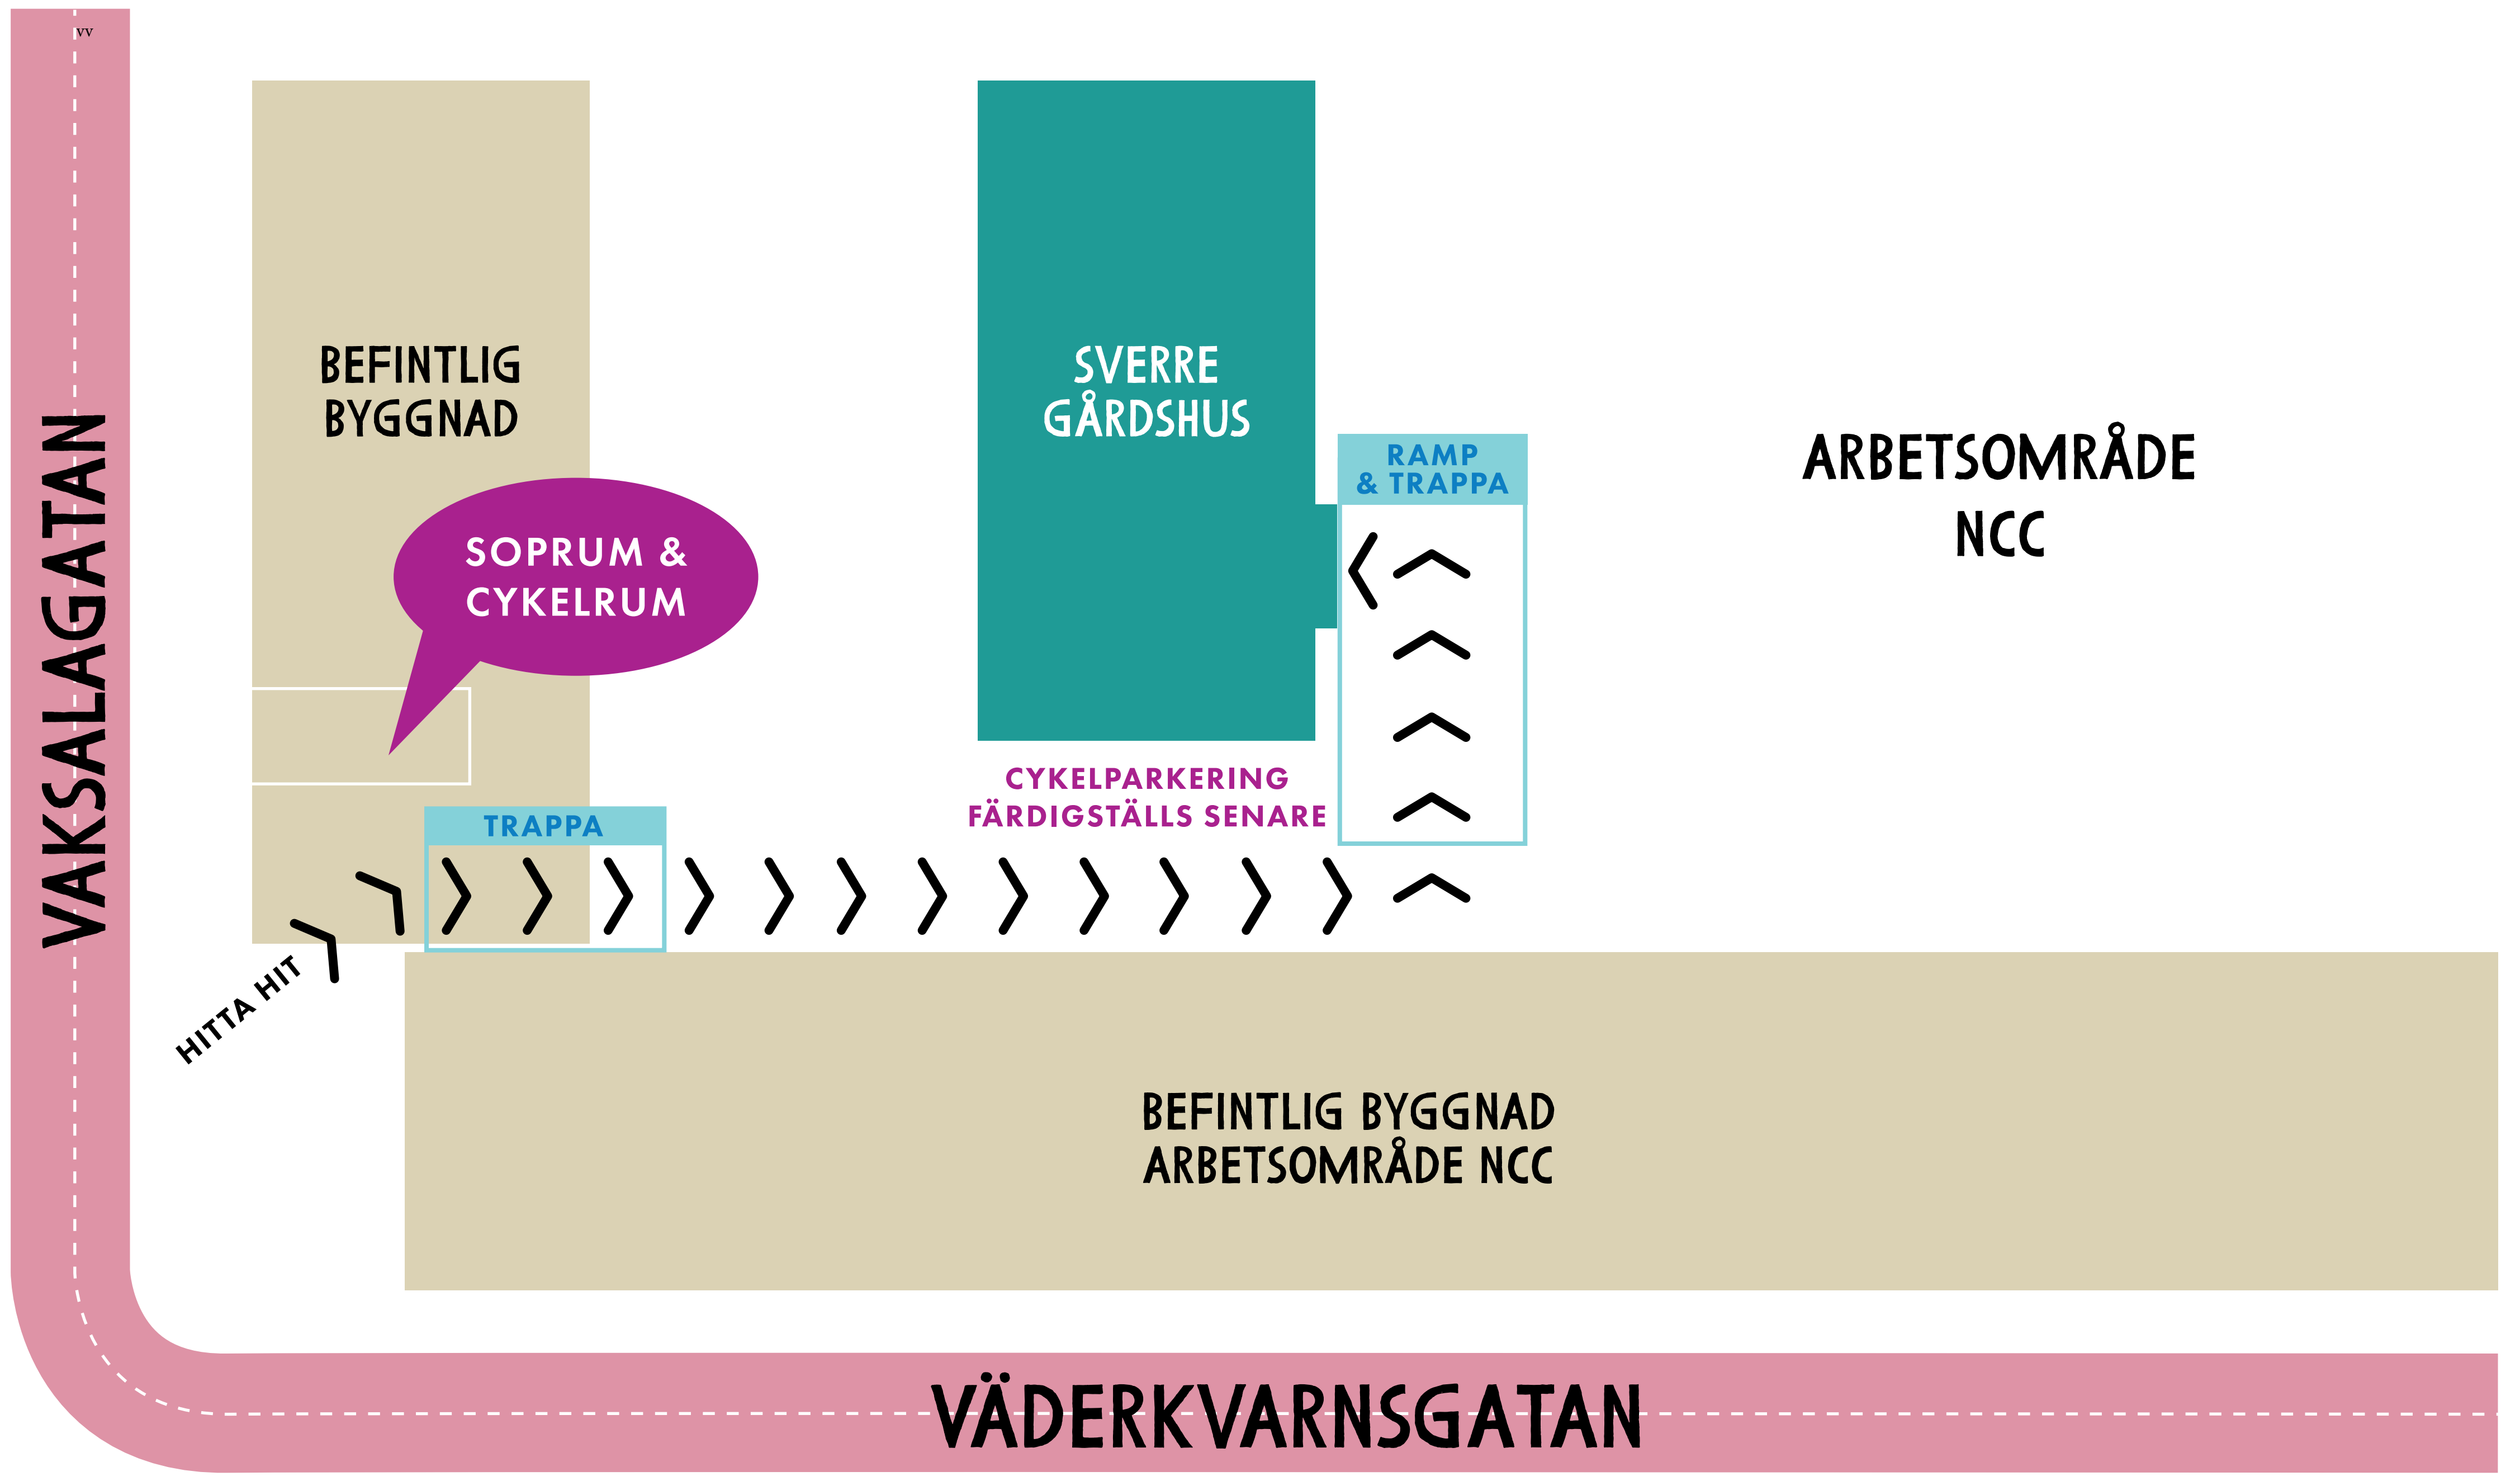 vv
BEFINTLIG
BYGGNAD
SVERRE
GÅRDSHUS
RAMP
& TRAPPA
ARBETSOMRÅDE
NCC
SOPRUM &
CYKELRUM
VAKSALAGATAN
CYKELPARKERING
FÄRDIGSTÄLLS SENARE
TRAPPA
HITTA HIT
BEFINTLIG BYGGNAD
ARBETSOMRÅDE NCC
VÄDERKVARNSGATAN